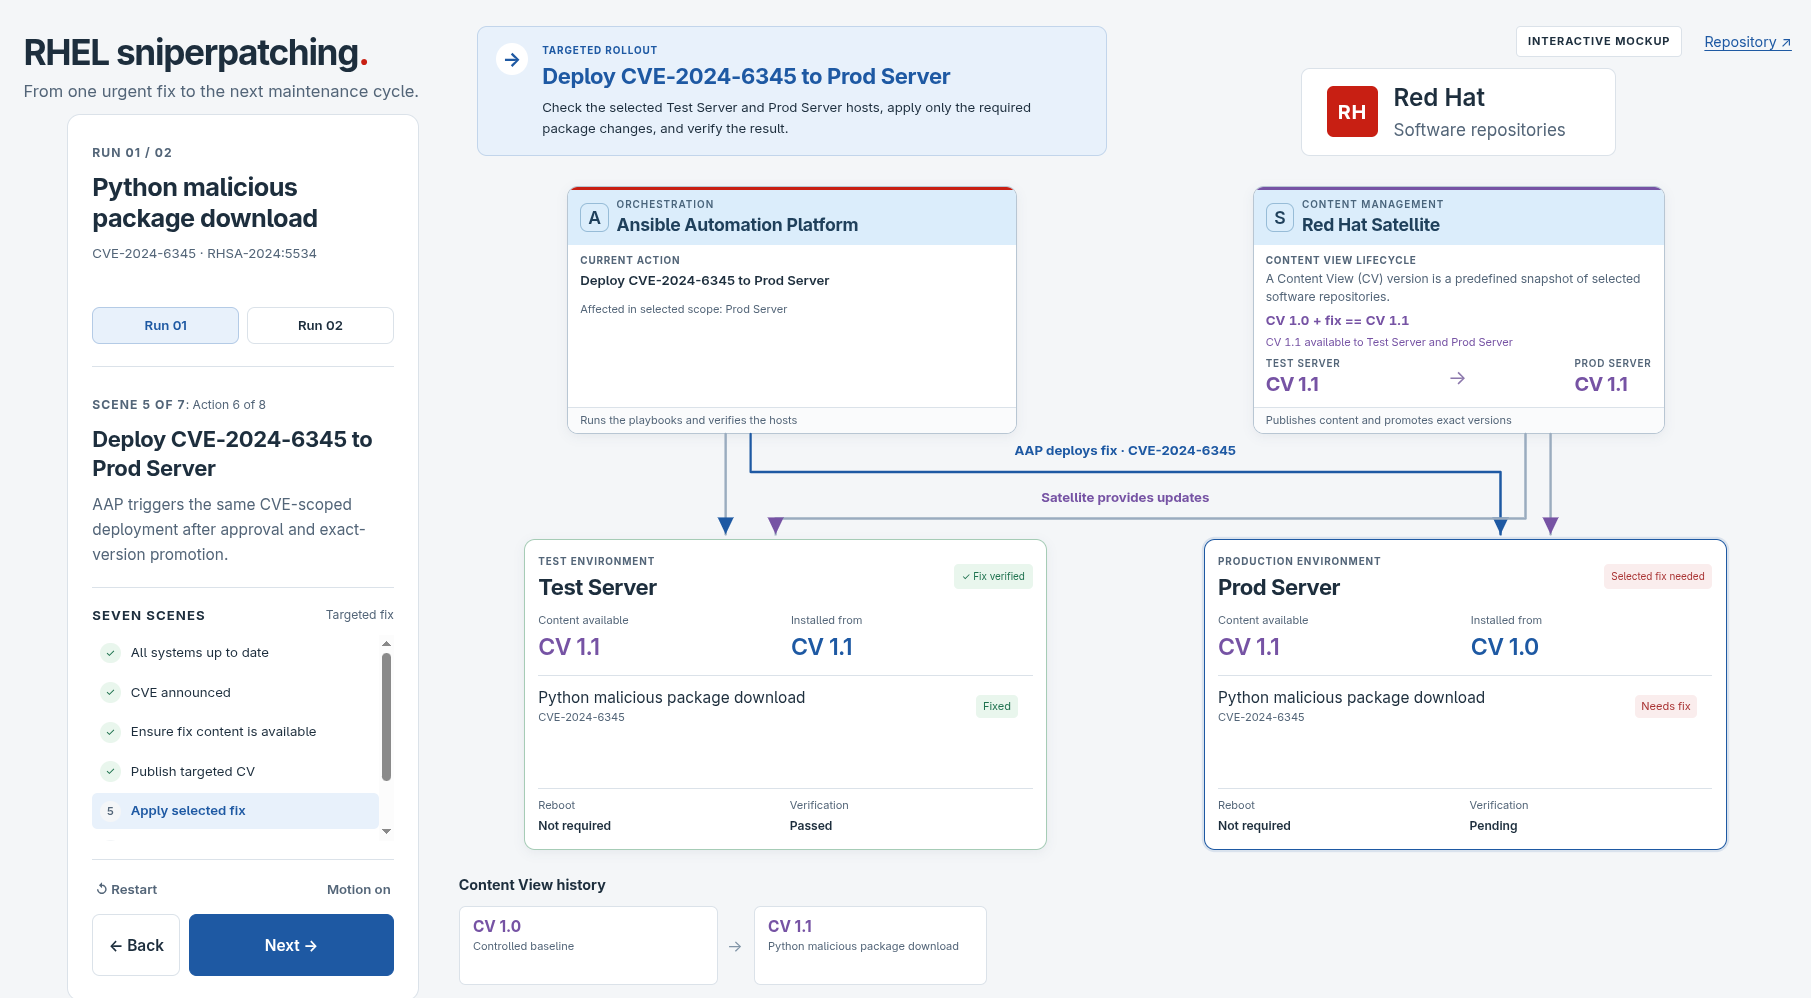 RHEL sniperpatching.
From one urgent fix to the next maintenance cycle.
RUN 01 / 02
Python malicious
package download
CVE-2024-6345 · RHSA-2024:5534
Run 01
Run 02
SCENE 5 OF 7: Action 6 of 8
Deploy CVE-2024-6345 to
Prod Server
AAP triggers the same CVE-scoped
deployment after approval and exact-
version promotion.
SEVEN SCENES
Targeted fix
✓ All systems up to date
✓ CVE announced
✓ Ensure fix content is available
✓ Publish targeted CV
5 Apply selected fix
↺ Restart
Motion on
← Back
Next →
→
TARGETED ROLLOUT
Deploy CVE-2024-6345 to Prod Server
Check the selected Test Server and Prod Server hosts, apply only the required
package changes, and verify the result.
INTERACTIVE MOCKUP
Repository ↗
RH
Red Hat
Software repositories
A
ORCHESTRATION
Ansible Automation Platform
CURRENT ACTION
Deploy CVE-2024-6345 to Prod Server
Affected in selected scope: Prod Server
Runs the playbooks and verifies the hosts
S
CONTENT MANAGEMENT
Red Hat Satellite
CONTENT VIEW LIFECYCLE
A Content View (CV) version is a predefined snapshot of selected
software repositories.
CV 1.0 + fix == CV 1.1
CV 1.1 available to Test Server and Prod Server
TEST SERVER
CV 1.1
→
PROD SERVER
CV 1.1
Publishes content and promotes exact versions
AAP deploys fix · CVE-2024-6345
Satellite provides updates
TEST ENVIRONMENT
Test Server
✓ Fix verified
Content available
CV 1.1
Installed from
CV 1.1
Python malicious package download
CVE-2024-6345
Fixed
Reboot
Not required
Verification
Passed
PRODUCTION ENVIRONMENT
Prod Server
Selected fix needed
Content available
CV 1.1
Installed from
CV 1.0
Python malicious package download
CVE-2024-6345
Needs fix
Reboot
Not required
Verification
Pending
Content View history
CV 1.0
Controlled baseline
→
CV 1.1
Python malicious package download